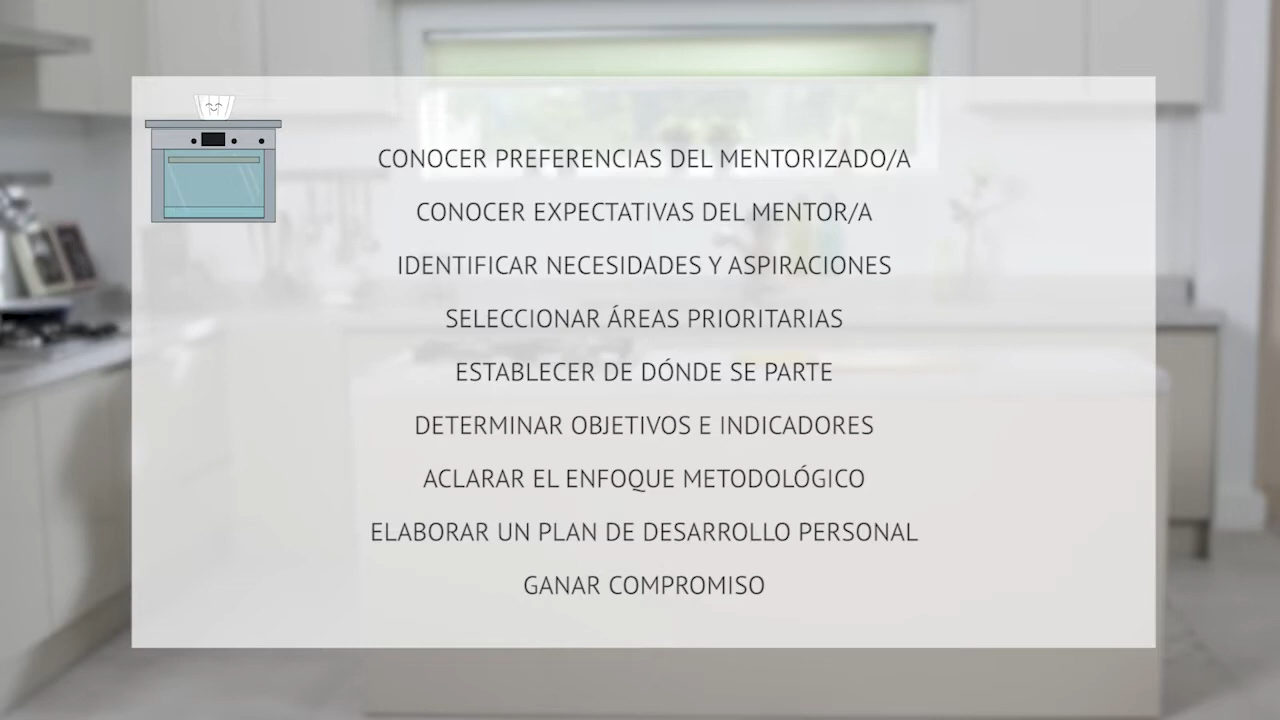 CONOCER PREFERENCIAS DEL MENTORIZADO/A
CONOCER EXPECTATIVAS DEL MENTOR/A
IDENTIFICAR NECESIDADES Y ASPIRACIONES
SELECCIONAR ÁREAS PRIORITARIAS
ESTABLECER DE DÓNDE SE PARTE
DETERMINAR OBJETIVOS E INDICADORES
ACLARAR EL ENFOQUE METODOLÓGICO
ELABORAR UN PLAN DE DESARROLLO PERSONAL
GANAR COMPROMISO